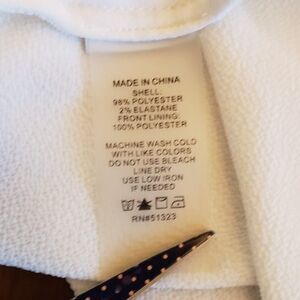 MADE IN CHINA
SHELL:
98% POLYESTER
2% ELASTANE
FRONT LINING:
100% POLYESTER
MACHINE WASH COLD
WITH LIKE COLORS
DO NOT USE BLEACH
LINE DRY
USE LOW IRON
IF NEEDED
RN#51323